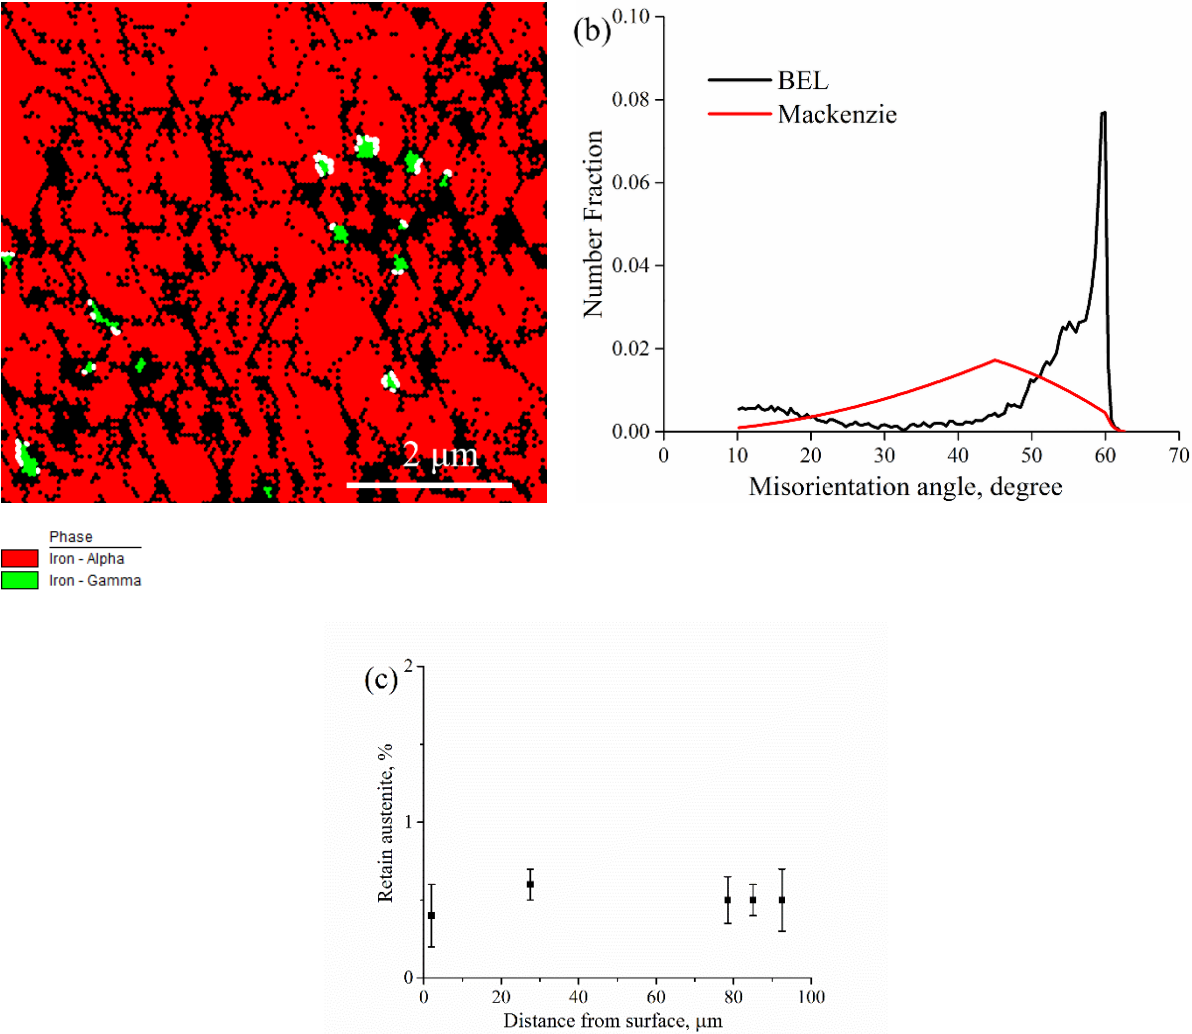 2 μm
Phase
Iron - Alpha
Iron - Gamma
(b)
0.10
0.08
0.06
0.04
0.02
0.00
Number Fraction
BEL
Mackenzie
0 10 20 30 40 50 60 70
Misorientation angle, degree
(c)
2
1
0
Retain austenite, %
0 20 40 60 80 100
Distance from surface, μm